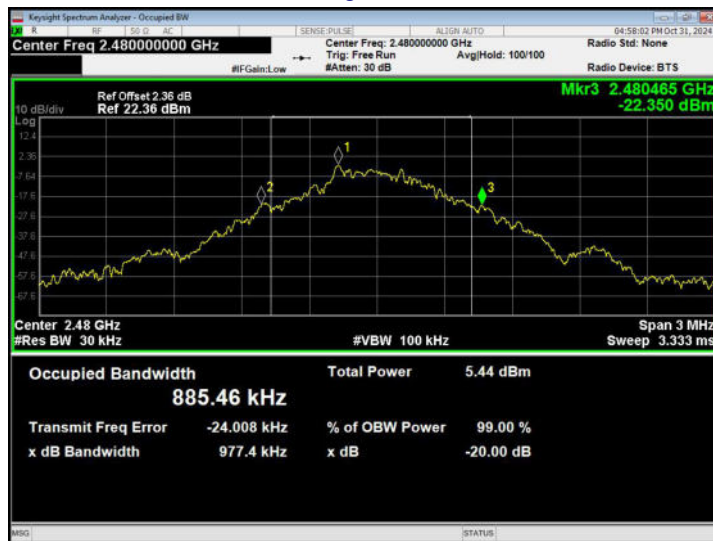 Keysight Spectrum Analyzer - Occupied BW
R RF 50 Ω AC SENSE:PULSE ALIGN AUTO 04:58:02 PM Oct 31, 2024
Center Freq 2.480000000 GHz Center Freq: 2.480000000 GHz Radio Std: None
Trig: Free Run Avg|Hold: 100/100
#IFGain:Low #Atten: 30 dB Radio Device: BTS
Mkr3 2.480465 GHz
Ref Offset 2.36 dB
10 dB/div Ref 22.36 dBm -22.350 dBm
Log
12.4
2.36
-7.64
-17.6
-27.6
-37.6
-47.6
-57.6
-67.6
1
2
3
Center 2.48 GHz Span 3 MHz
#Res BW 30 kHz #VBW 100 kHz Sweep 3.333 ms
Occupied Bandwidth Total Power 5.44 dBm
885.46 kHz
Transmit Freq Error -24.008 kHz % of OBW Power 99.00 %
x dB Bandwidth 977.4 kHz x dB -20.00 dB
MSG STATUS